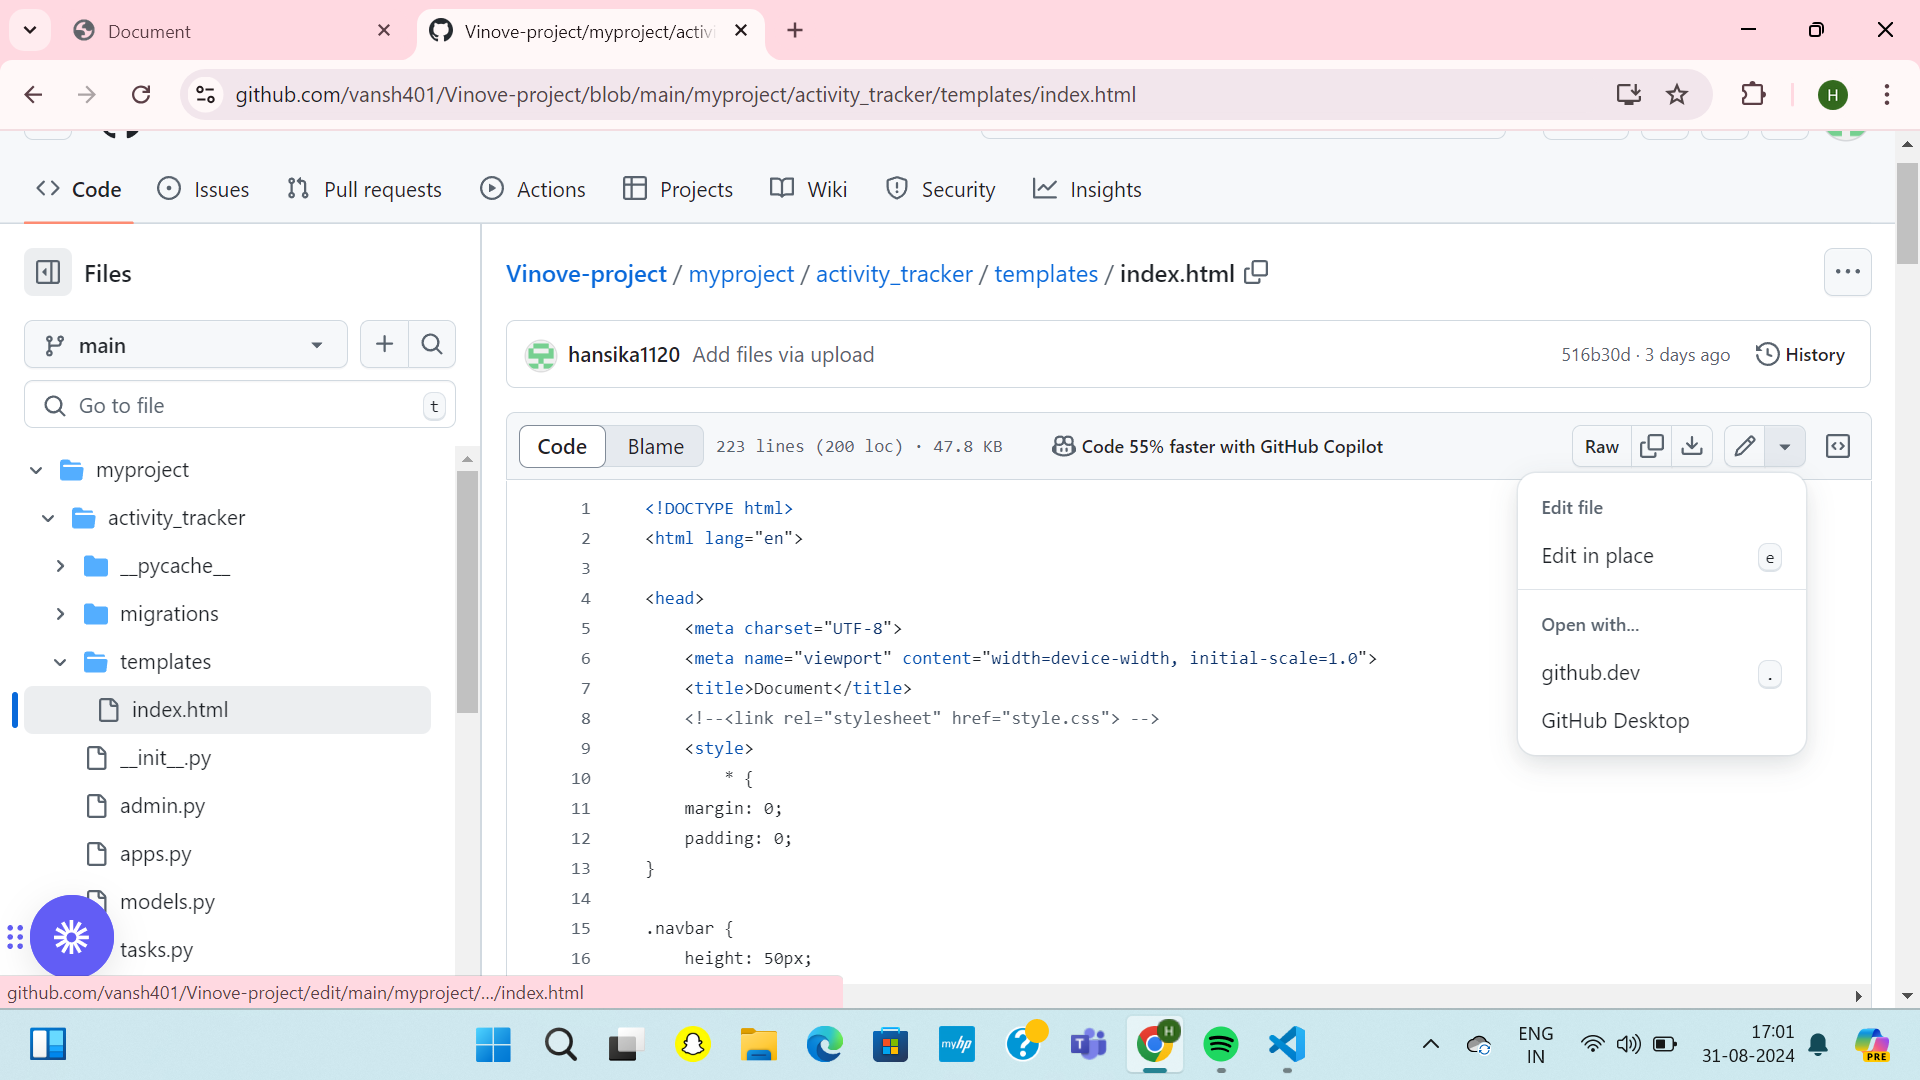 Document
Vinove-project/myproject/activi
github.com/vansh401/Vinove-project/blob/main/myproject/activity_tracker/templates/index.html
H
Code
Issues
Pull requests
Actions
Projects
Wiki
Security
Insights
Files
main
Go to file
t
myproject
activity_tracker
__pycache__
migrations
templates
index.html
__init__.py
admin.py
apps.py
models.py
tasks.py
Vinove-project / myproject / activity_tracker / templates / index.html
hansika1120 Add files via upload
516b30d · 3 days ago
History
Code
Blame
223 lines (200 loc) · 47.8 KB
Code 55% faster with GitHub Copilot
Raw
Edit file
Edit in place
e
Open with...
github.dev
.
GitHub Desktop
1 <!DOCTYPE html>
2 <html lang="en">
3
4 <head>
5 <meta charset="UTF-8">
6 <meta name="viewport" content="width=device-width, initial-scale=1.0">
7 <title>Document</title>
8 <!--<link rel="stylesheet" href="style.css"> -->
9 <style>
10 * {
11 margin: 0;
12 padding: 0;
13 }
14
15 .navbar {
16 height: 50px;
github.com/vansh401/Vinove-project/edit/main/myproject/.../index.html
myhp
?
T
H
ENG
IN
17:01
31-08-2024
PRE